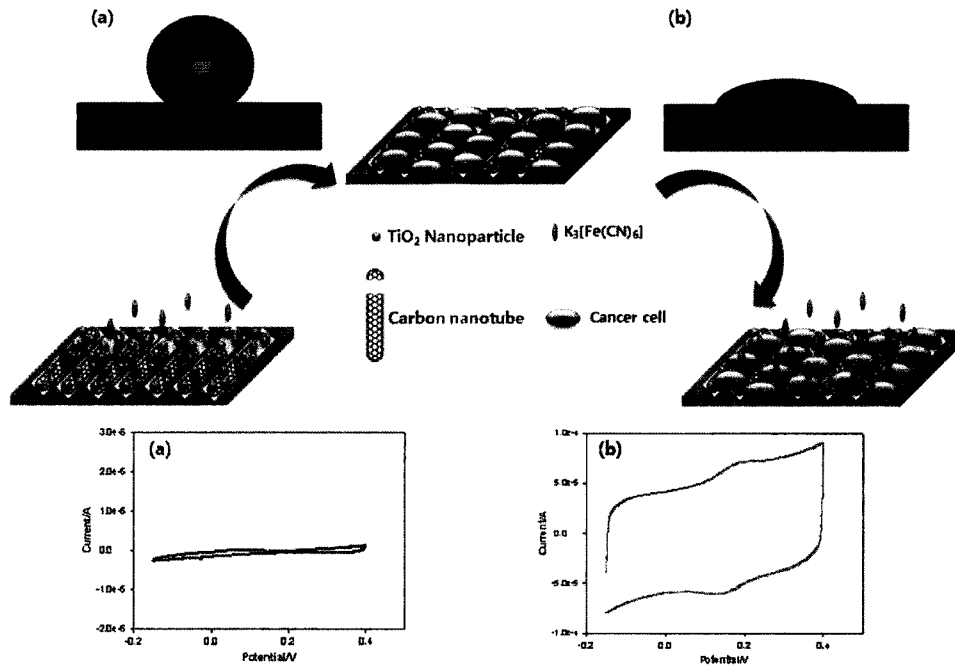 (a)
(b)
TiO2 Nanoparticle
K3[Fe(CN)6]
Carbon nanotube
Cancer cell
(a)
3.0e-5
2.0e-5
1.0e-5
0.0
-1.0e-5
-2.0e-5
Current/A
-0.2
0.0
0.2
0.4
Potential/V
(b)
1.0e-4
5.0e-5
0.0
-5.0e-5
-1.0e-4
Current/A
-0.2
0.0
0.2
0.4
Potential/V